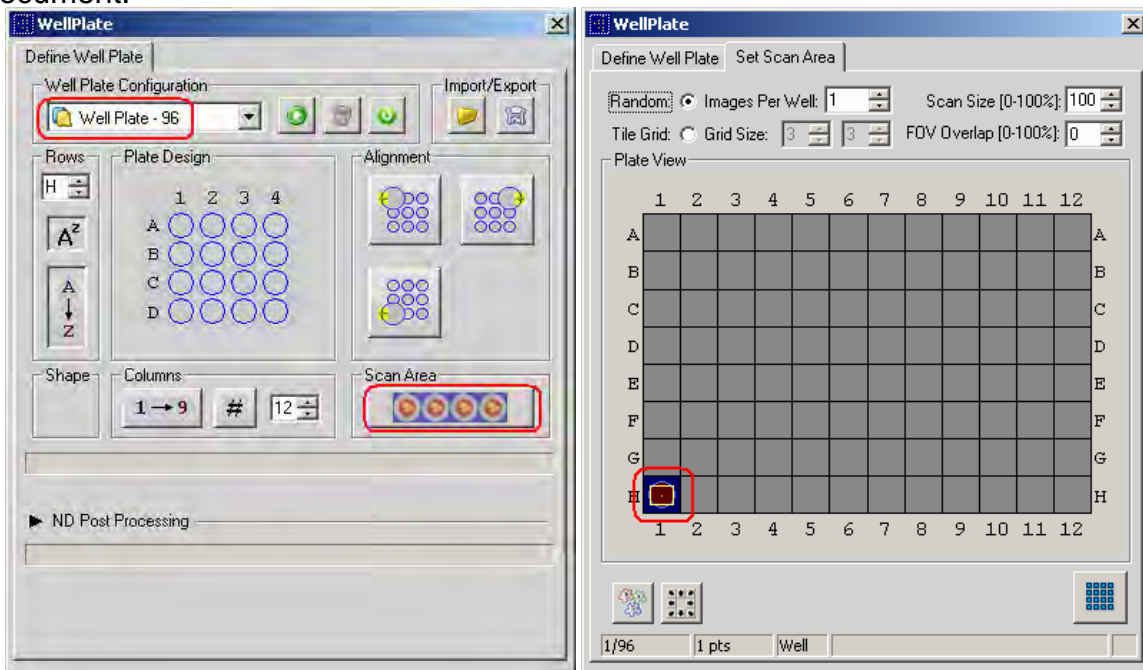 ocument.
WellPlate
Define Well Plate
Well Plate Configuration
Import/Export
Well Plate - 96
Rows
Plate Design
Alignment
H
1 2 3 4
A
B
C
D
AZ
A
Z
Shape
Columns
Scan Area
1→9
#
12
ND Post Processing
WellPlate
Define Well Plate
Set Scan Area
Random: Images Per Well: 1 Scan Size [0-100%]: 100
Tile Grid: Grid Size: 3 3 FOV Overlap [0-100%]: 0
Plate View
1 2 3 4 5 6 7 8 9 10 11 12
A A
B B
C C
D D
E E
F F
G G
H H
1 2 3 4 5 6 7 8 9 10 11 12
1/96 1 pts Well